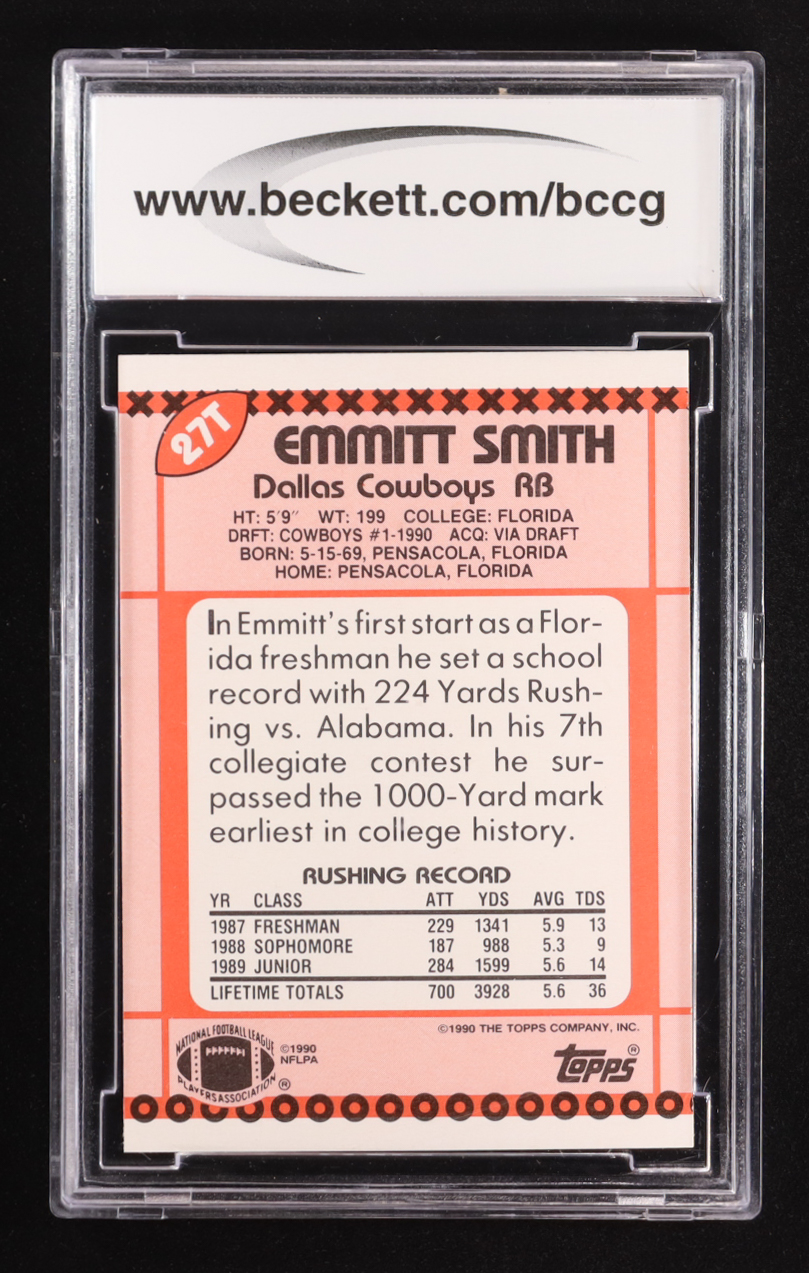 www.beckett.com/bccg
27T
EMMITT SMITH
Dallas Cowboys RB
HT: 5'9" WT: 199 COLLEGE: FLORIDA
DRFT: COWBOYS #1-1990 ACQ: VIA DRAFT
BORN: 5-15-69, PENSACOLA, FLORIDA
HOME: PENSACOLA, FLORIDA
In Emmitt's first start as a Flor-
ida freshman he set a school
record with 224 Yards Rush-
ing vs. Alabama. In his 7th
collegiate contest he sur-
passed the 1000-Yard mark
earliest in college history.
RUSHING RECORD
YR CLASS ATT YDS AVG TDS
1987 FRESHMAN 229 1341 5.9 13
1988 SOPHOMORE 187 988 5.3 9
1989 JUNIOR 284 1599 5.6 14
LIFETIME TOTALS 700 3928 5.6 36
©1990 THE TOPPS COMPANY, INC.
NATIONAL FOOTBALL LEAGUE
PLAYERS ASSOCIATION ®
©1990
NFLPA
topps®